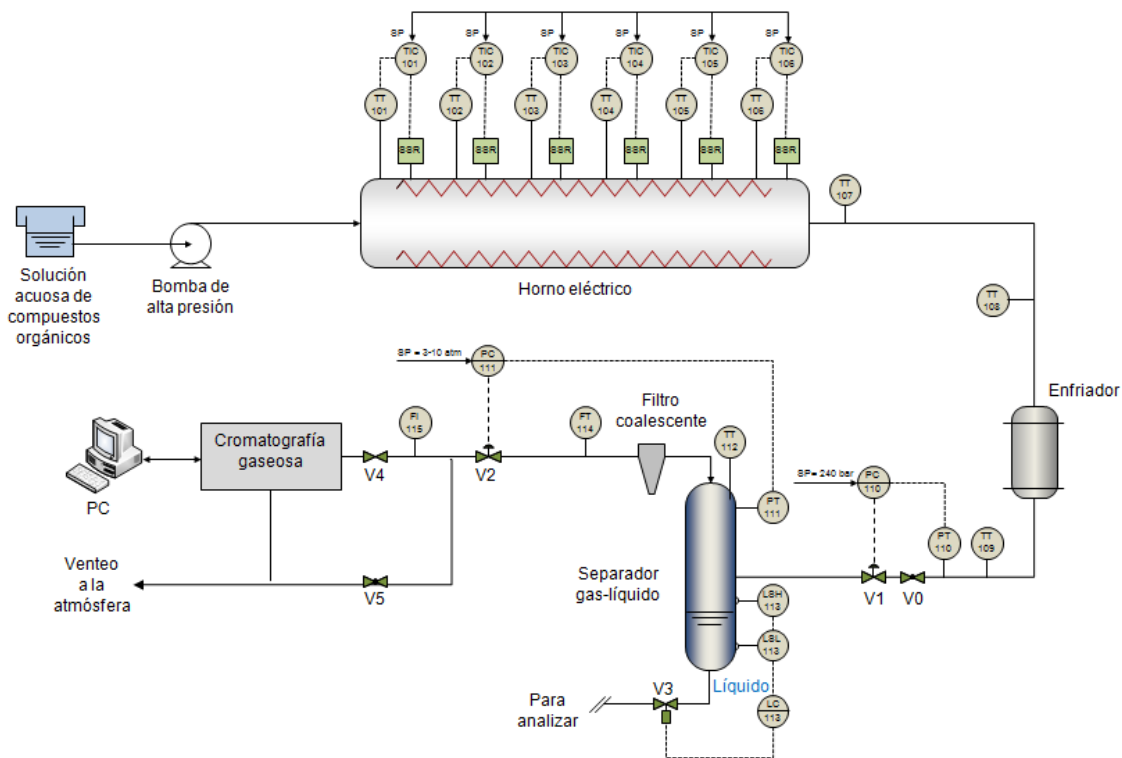 SP SP SP SP SP SP
TIC TIC TIC TIC TIC TIC
101 102 103 104 105 106
TT TT TT TT TT TT
101 102 103 104 105 106
SSR SSR SSR SSR SSR SSR
TT
107
Solución
acuosa de
compuestos
orgánicos
Bomba de
alta presión
Horno eléctrico
TT
108
SP = 3-10 atm
PC
111
Enfriador
Filtro
coalescente
FI
115
FT
114
TT
112
Cromatografía
gaseosa
PC
V4
V2
SP= 240 bar
PC
110
PT
111
PT
110
TT
109
Venteo
a la
atmósfera
V5
Separador
gas-líquido
V1
V0
LSH
113
LSL
113
Líquido
V3
Para
analizar
LC
113